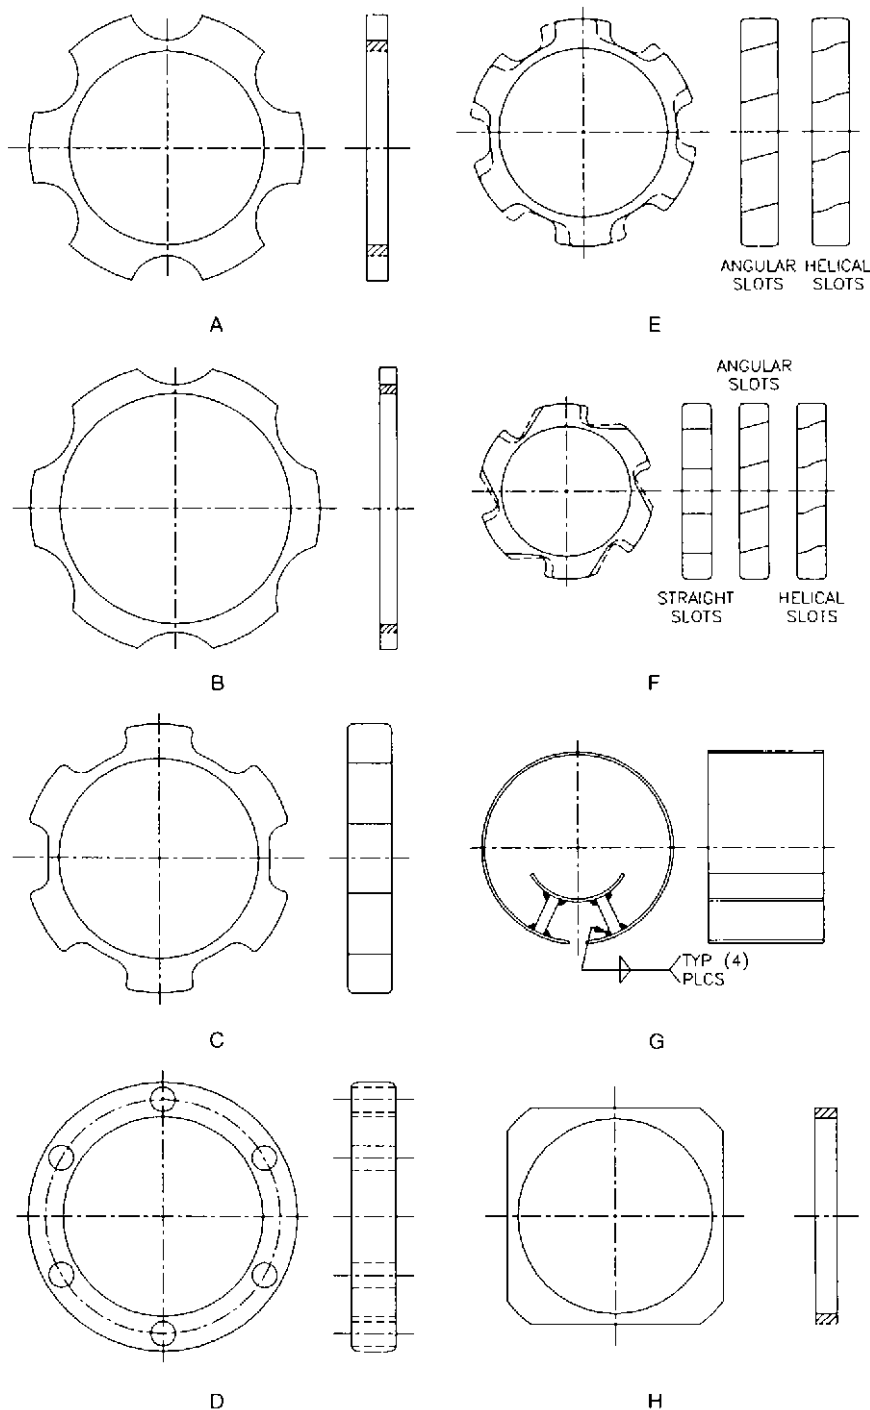 ANGULAR HELICAL
SLOTS SLOTS
A
E
ANGULAR
SLOTS
STRAIGHT
SLOTS
HELICAL
SLOTS
B
F
TYP (4)
PLCS
C
G
D
H